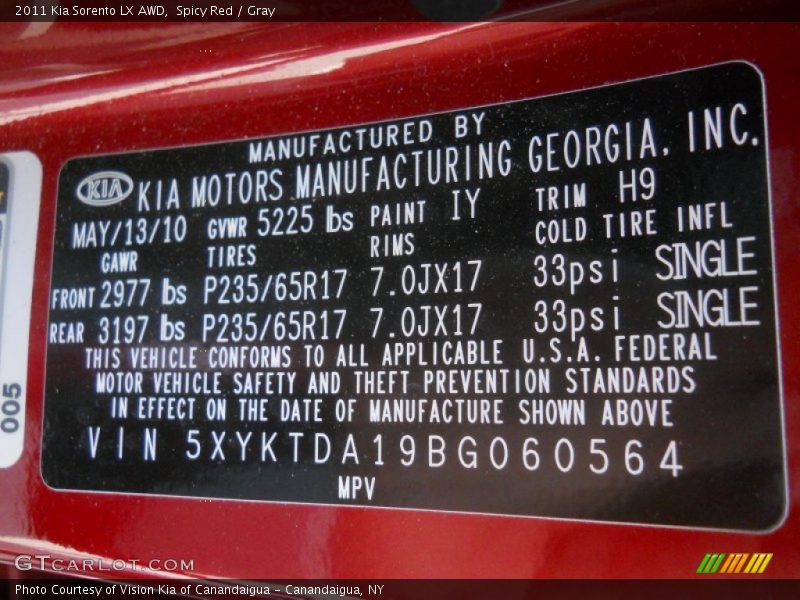 2011 Kia Sorento LX AWD, Spicy Red / Gray
MANUFACTURED BY
KIA KIA MOTORS MANUFACTURING GEORGIA, INC.
MAY/13/10 GVWR 5225 lbs PAINT IY TRIM H9
GAWR TIRES RIMS COLD TIRE INFL
FRONT 2977 lbs P235/65R17 7.0JX17 33psi SINGLE
REAR 3197 lbs P235/65R17 7.0JX17 33psi SINGLE
THIS VEHICLE CONFORMS TO ALL APPLICABLE U.S.A. FEDERAL
MOTOR VEHICLE SAFETY AND THEFT PREVENTION STANDARDS
IN EFFECT ON THE DATE OF MANUFACTURE SHOWN ABOVE
VIN 5XYKTDA19BG060564
MPV
005
GTCARLOT.COM
Photo Courtesy of Vision Kia of Canandaigua - Canandaigua, NY